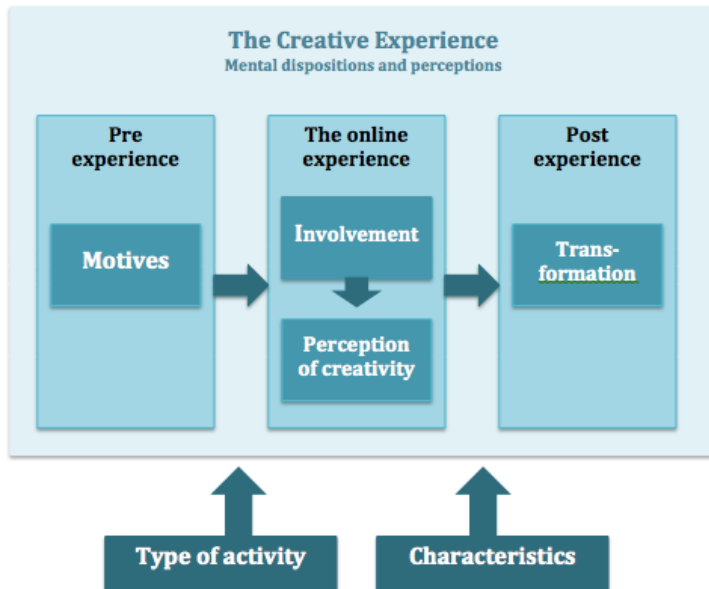 The Creative Experience
Mental dispositions and perceptions
Pre
experience
Motives
The online
experience
Involvement
Perception
of creativity
Post
experience
Trans-
formation
Type of activity
Characteristics